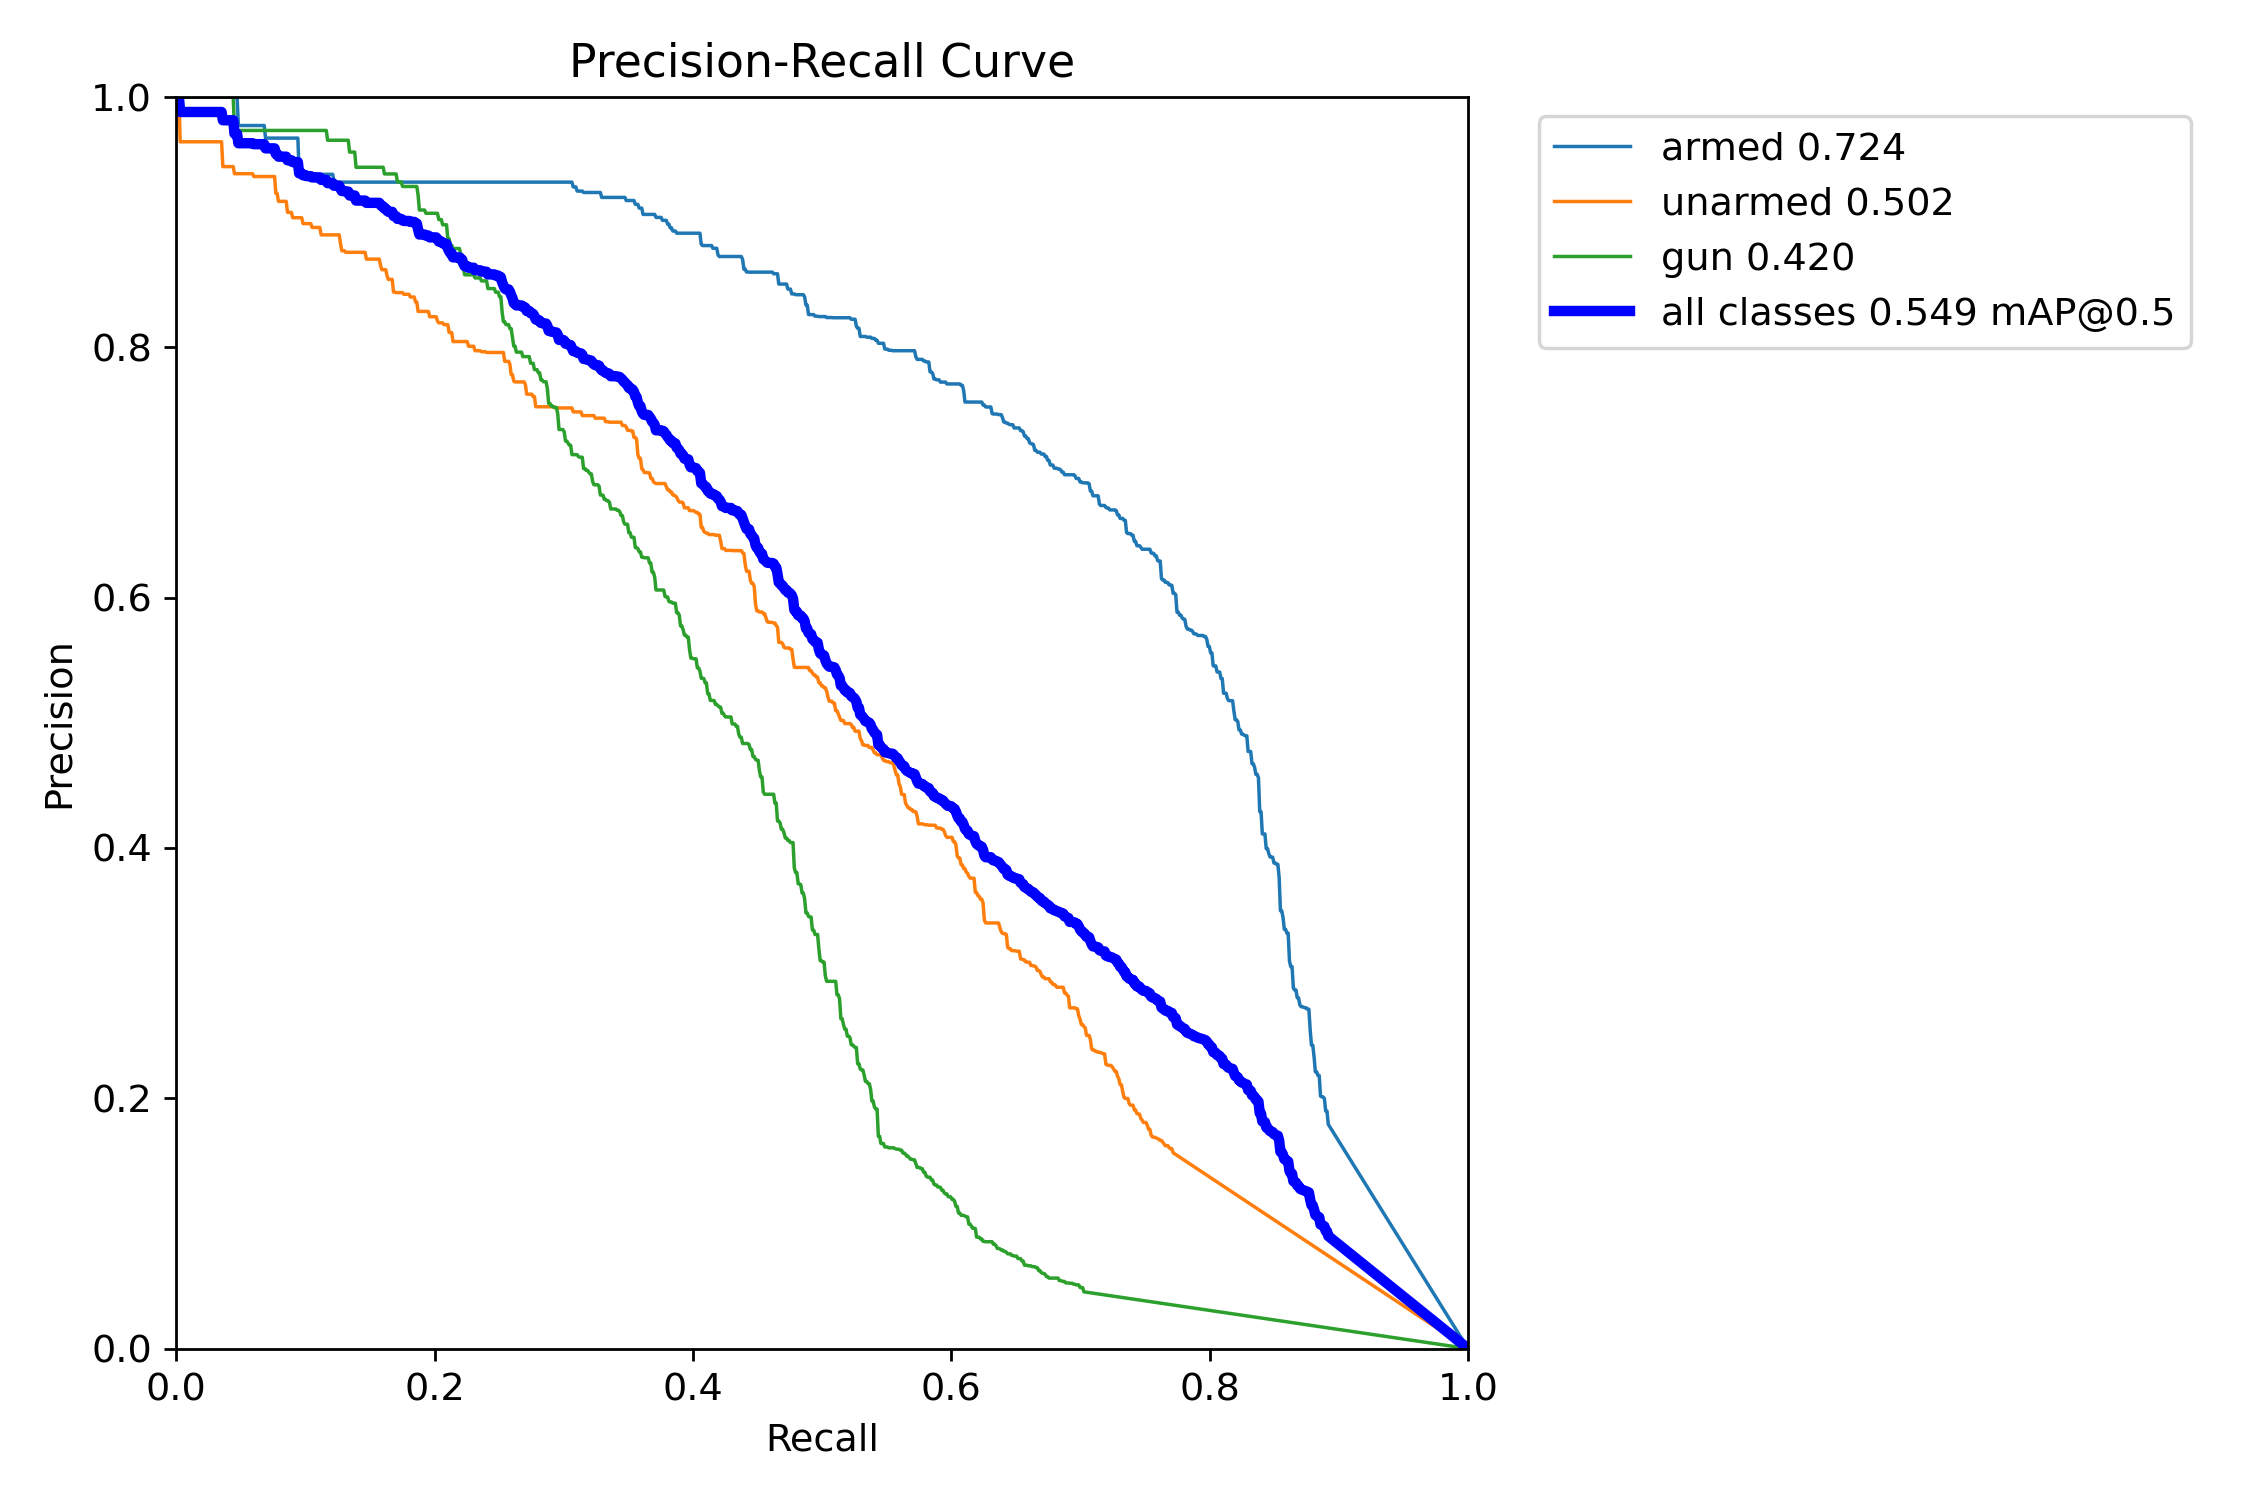 Precision-Recall Curve
1.0
0.8
0.6
0.4
0.2
0.0
Precision
0.0 0.2 0.4 0.6 0.8 1.0
Recall
armed 0.724
unarmed 0.502
gun 0.420
all classes 0.549 mAP@0.5